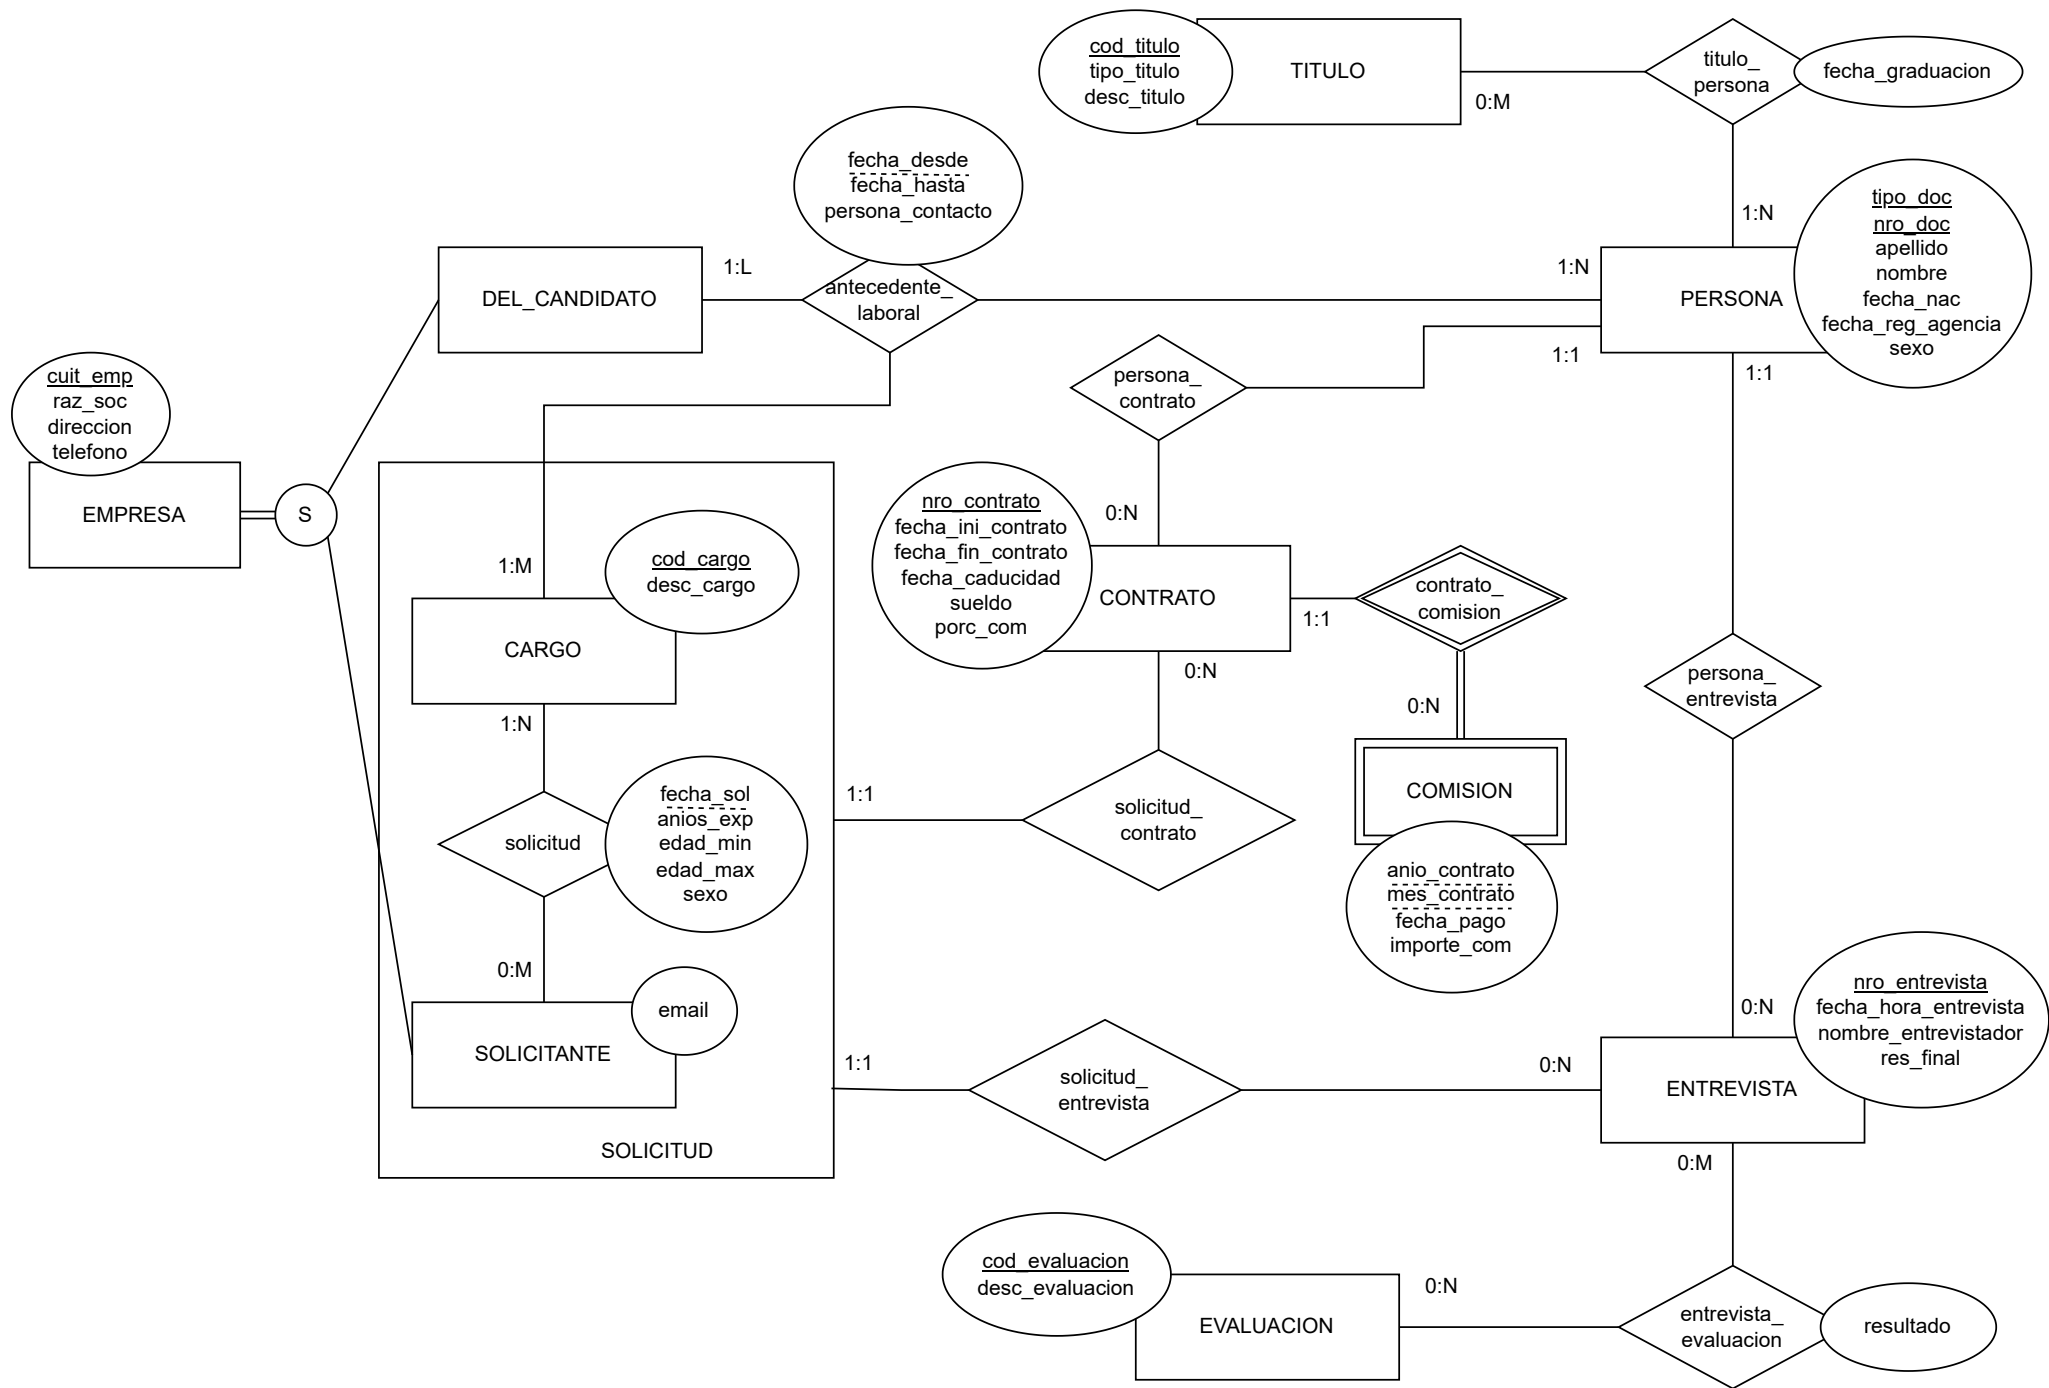 cod_titulo
tipo_titulo
desc_titulo
TITULO
0:M
titulo_
persona
fecha_graduacion
fecha_desde
fecha_hasta
persona_contacto
1:N
tipo_doc
nro_doc
apellido
nombre
fecha_nac
fecha_reg_agencia
sexo
DEL_CANDIDATO
1:L
antecedente_
laboral
1:N
PERSONA
1:1
1:1
persona_
contrato
cuit_emp
raz_soc
direccion
telefono
EMPRESA
S
1:M
cod_cargo
desc_cargo
CARGO
1:N
nro_contrato
fecha_ini_contrato
fecha_fin_contrato
fecha_caducidad
sueldo
porc_com
0:N
CONTRATO
0:N
1:1
contrato_
comision
0:N
COMISION
anio_contrato
mes_contrato
fecha_pago
importe_com
persona_
entrevista
solicitud
fecha_sol
anios_exp
edad_min
edad_max
sexo
1:1
solicitud_
contrato
0:M
email
SOLICITANTE
SOLICITUD
1:1
solicitud_
entrevista
0:N
0:N
nro_entrevista
fecha_hora_entrevista
nombre_entrevistador
res_final
ENTREVISTA
0:M
cod_evaluacion
desc_evaluacion
EVALUACION
0:N
entrevista_
evaluacion
resultado